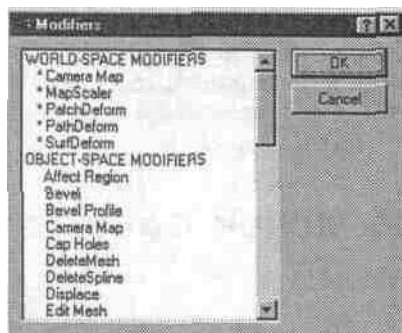 Modifiers
WORLD-SPACE MODIFIERS
* Camera Map
* MapScaler
* PatchDeform
* PathDeform
* SurfDeform
OBJECT-SPACE MODIFIERS
Affect Region
Bevel
Bevel Profile
Camera Map
Cap Holes
DeleteMesh
DeleteSpline
Displace
Edit Mesh
OK
Cancel